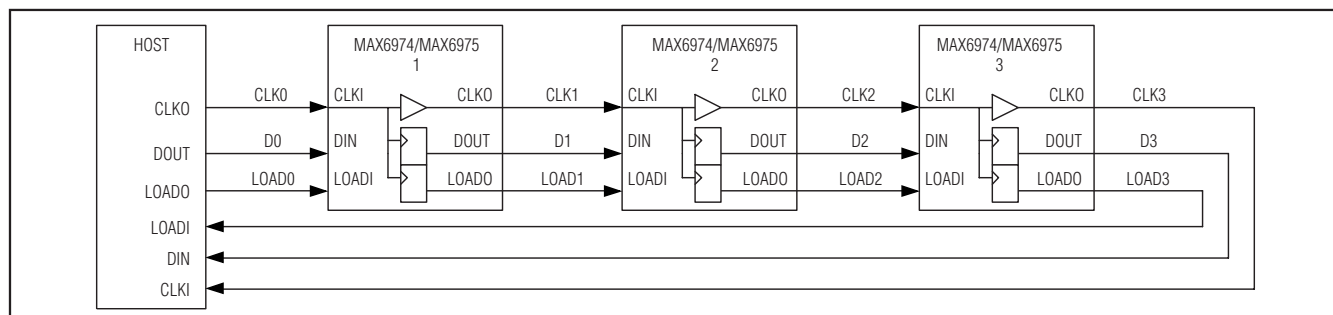 HOST
MAX6974/MAX6975
1
MAX6974/MAX6975
2
MAX6974/MAX6975
3
CLKO CLK0 CLKI CLKO CLK1 CLKI CLKO CLK2 CLKI CLKO CLK3
DOUT D0 DIN DOUT D1 DIN DOUT D2 DIN DOUT D3
LOADO LOAD0 LOADI LOADO LOAD1 LOADI LOADO LOAD2 LOADI LOADO LOAD3
LOADI
DIN
CLKI